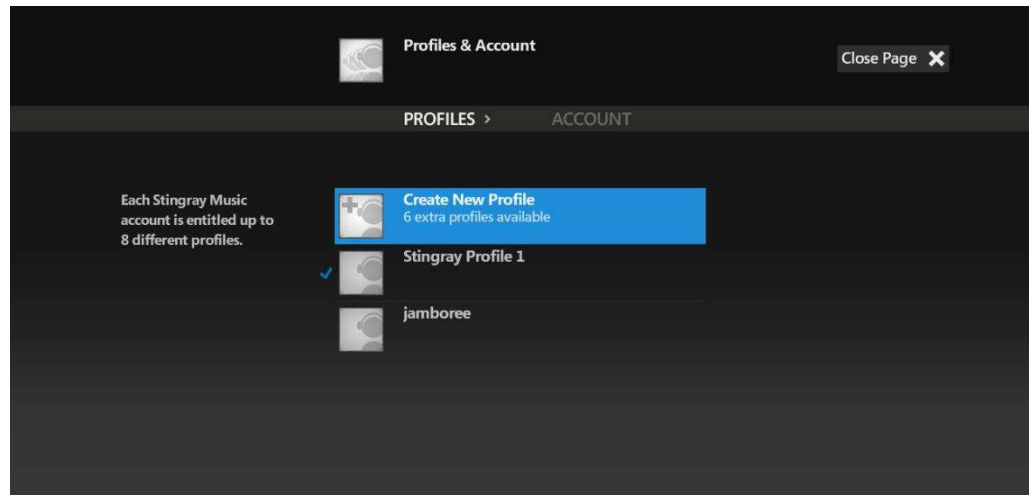 Profiles & Account
Close Page
PROFILES >
ACCOUNT
Each Stingray Music
account is entitled up to
8 different profiles.
Create New Profile
6 extra profiles available
Stingray Profile 1
jamboree